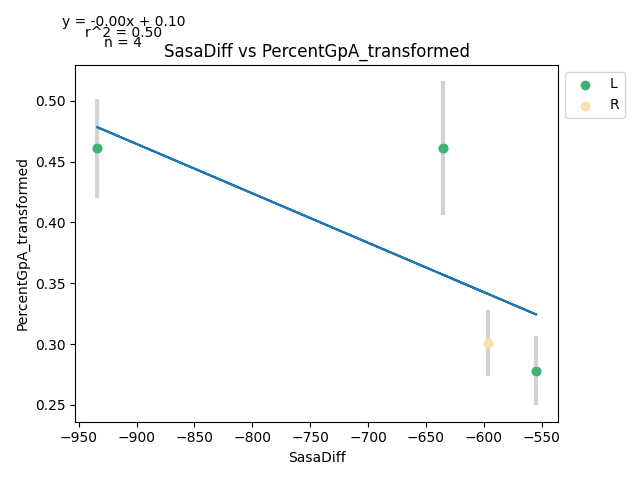 y = -0.00x + 0.10
r^2 = 0.50
n = 4
SasaDiff vs PercentGpA_transformed
L
R
PercentGpA_transformed
0.50
0.45
0.40
0.35
0.30
0.25
−950 −900 −850 −800 −750 −700 −650 −600 −550
SasaDiff